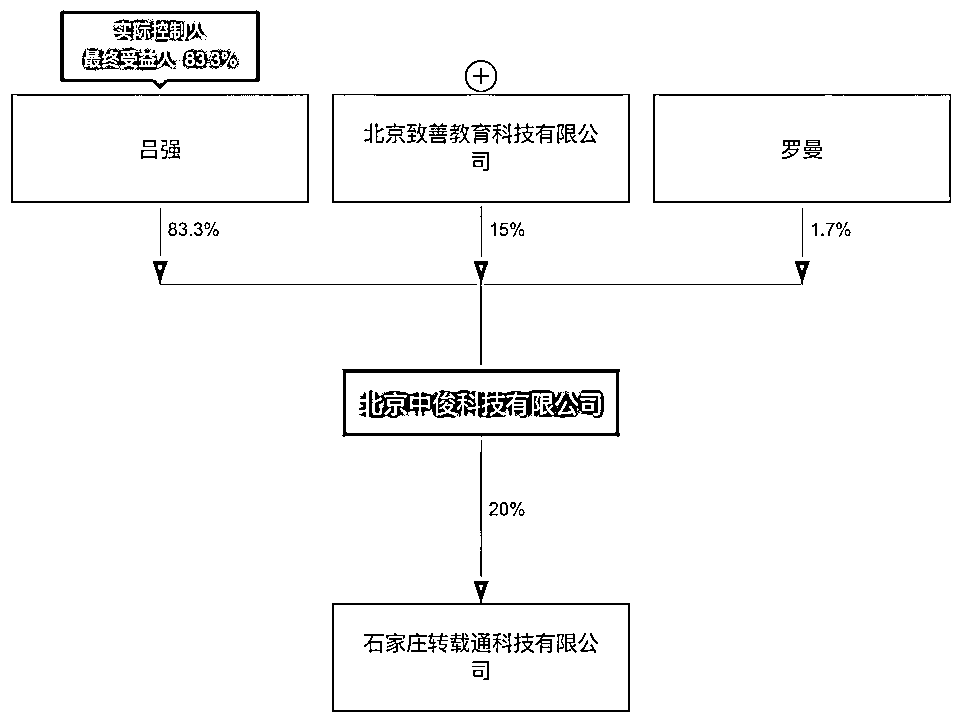 实际控制人
最终受益人 83.3%
吕强
北京致善教育科技有限公
司
罗曼
83.3%
15%
1.7%
北京中俊科技有限公司
20%
石家庄转载通科技有限公
司